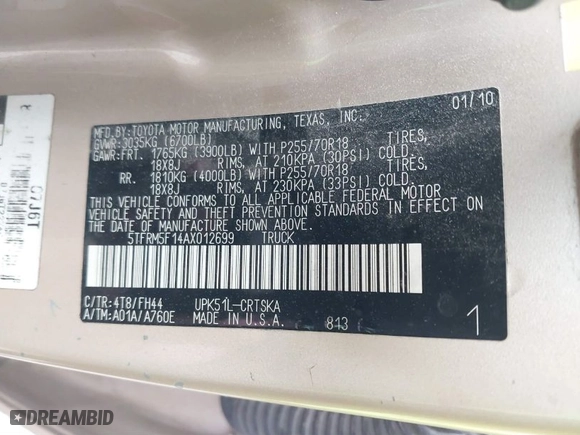 MFD.BY:TOYOTA MOTOR MANUFACTURING, TEXAS, INC. 01/10
GVWR:3035KG (6700LB)
GAWR:FRT. 1765KG (3900LB) WITH P255/70R18 TIRES,
18X8J RIMS, AT 210KPA (30PSI) COLD.
RR. 1810KG (4000LB) WITH P255/70R18 TIRES,
18X8J RIMS, AT 230KPA (33PSI) COLD.
THIS VEHICLE CONFORMS TO ALL APPLICABLE FEDERAL MOTOR
VEHICLE SAFETY AND THEFT PREVENTION STANDARDS IN EFFECT ON
THE DATE OF MANUFACTURE SHOWN ABOVE.
5TFRM5F14AX012699 TRUCK
C/TR:4T8/FH44 UPK51L-CRTSKA
A/TM:A01A/A760E MADE IN U.S.A. 843 1
DREAMBID